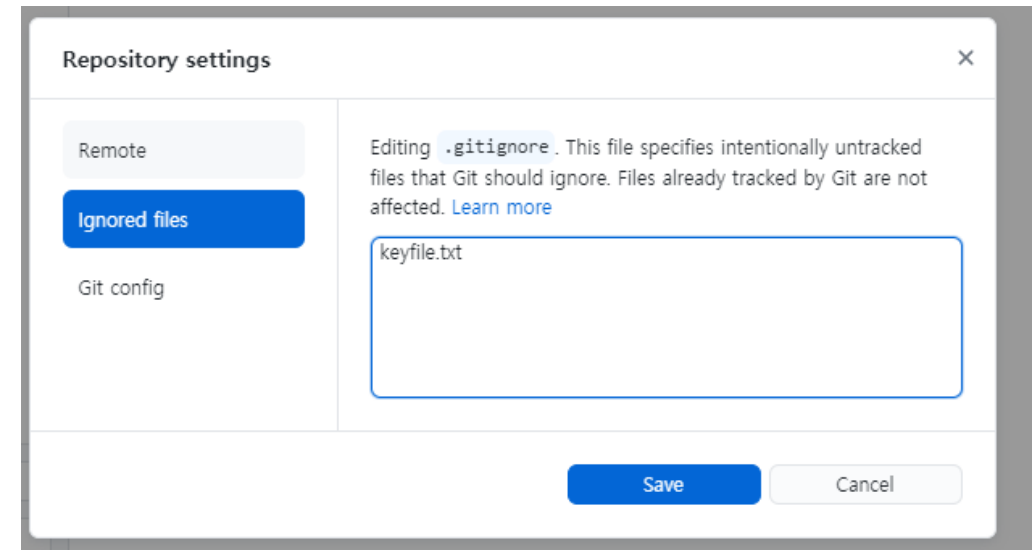 Repository settings
Remote
Ignored files
Git config
Editing .gitignore. This file specifies intentionally untracked
files that Git should ignore. Files already tracked by Git are not
affected. Learn more
keyfile.txt
Save
Cancel